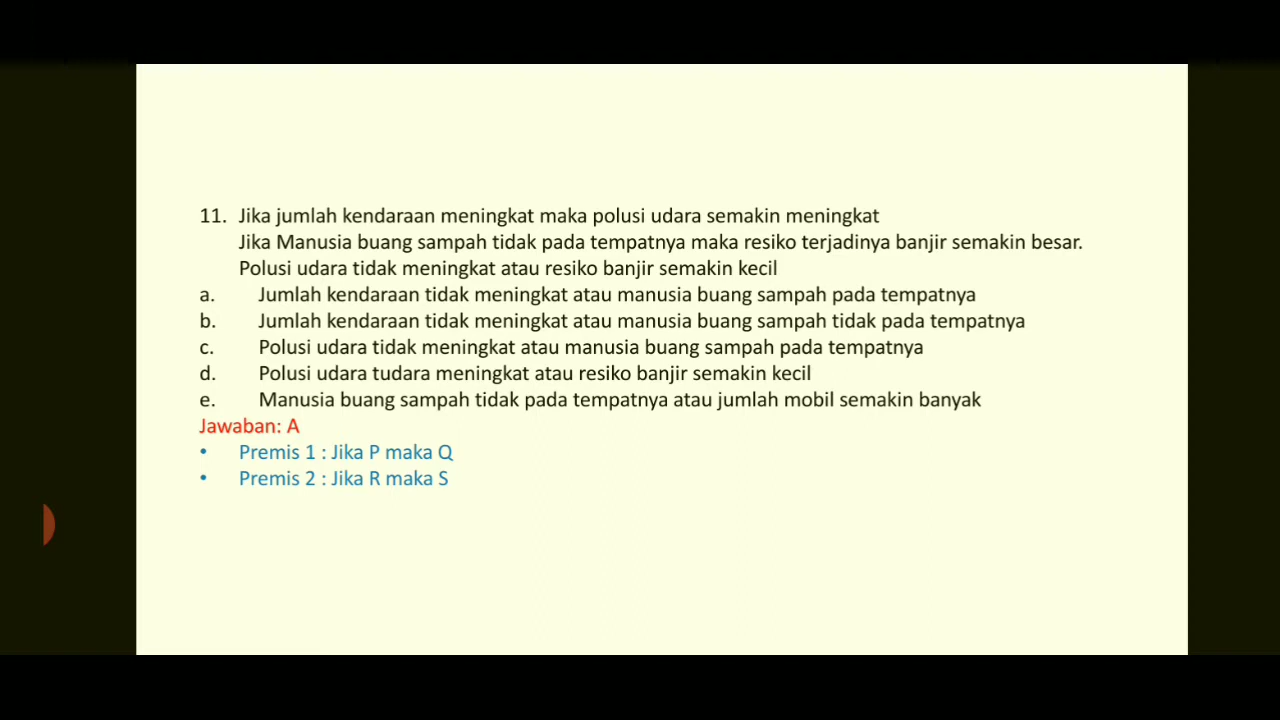 11. Jika jumlah kendaraan meningkat maka polusi udara semakin meningkat
Jika Manusia buang sampah tidak pada tempatnya maka resiko terjadinya banjir semakin besar.
Polusi udara tidak meningkat atau resiko banjir semakin kecil
a. Jumlah kendaraan tidak meningkat atau manusia buang sampah pada tempatnya
b. Jumlah kendaraan tidak meningkat atau manusia buang sampah tidak pada tempatnya
c. Polusi udara tidak meningkat atau manusia buang sampah pada tempatnya
d. Polusi udara tudara meningkat atau resiko banjir semakin kecil
e. Manusia buang sampah tidak pada tempatnya atau jumlah mobil semakin banyak
Jawaban: A
• Premis 1 : Jika P maka Q
• Premis 2 : Jika R maka S